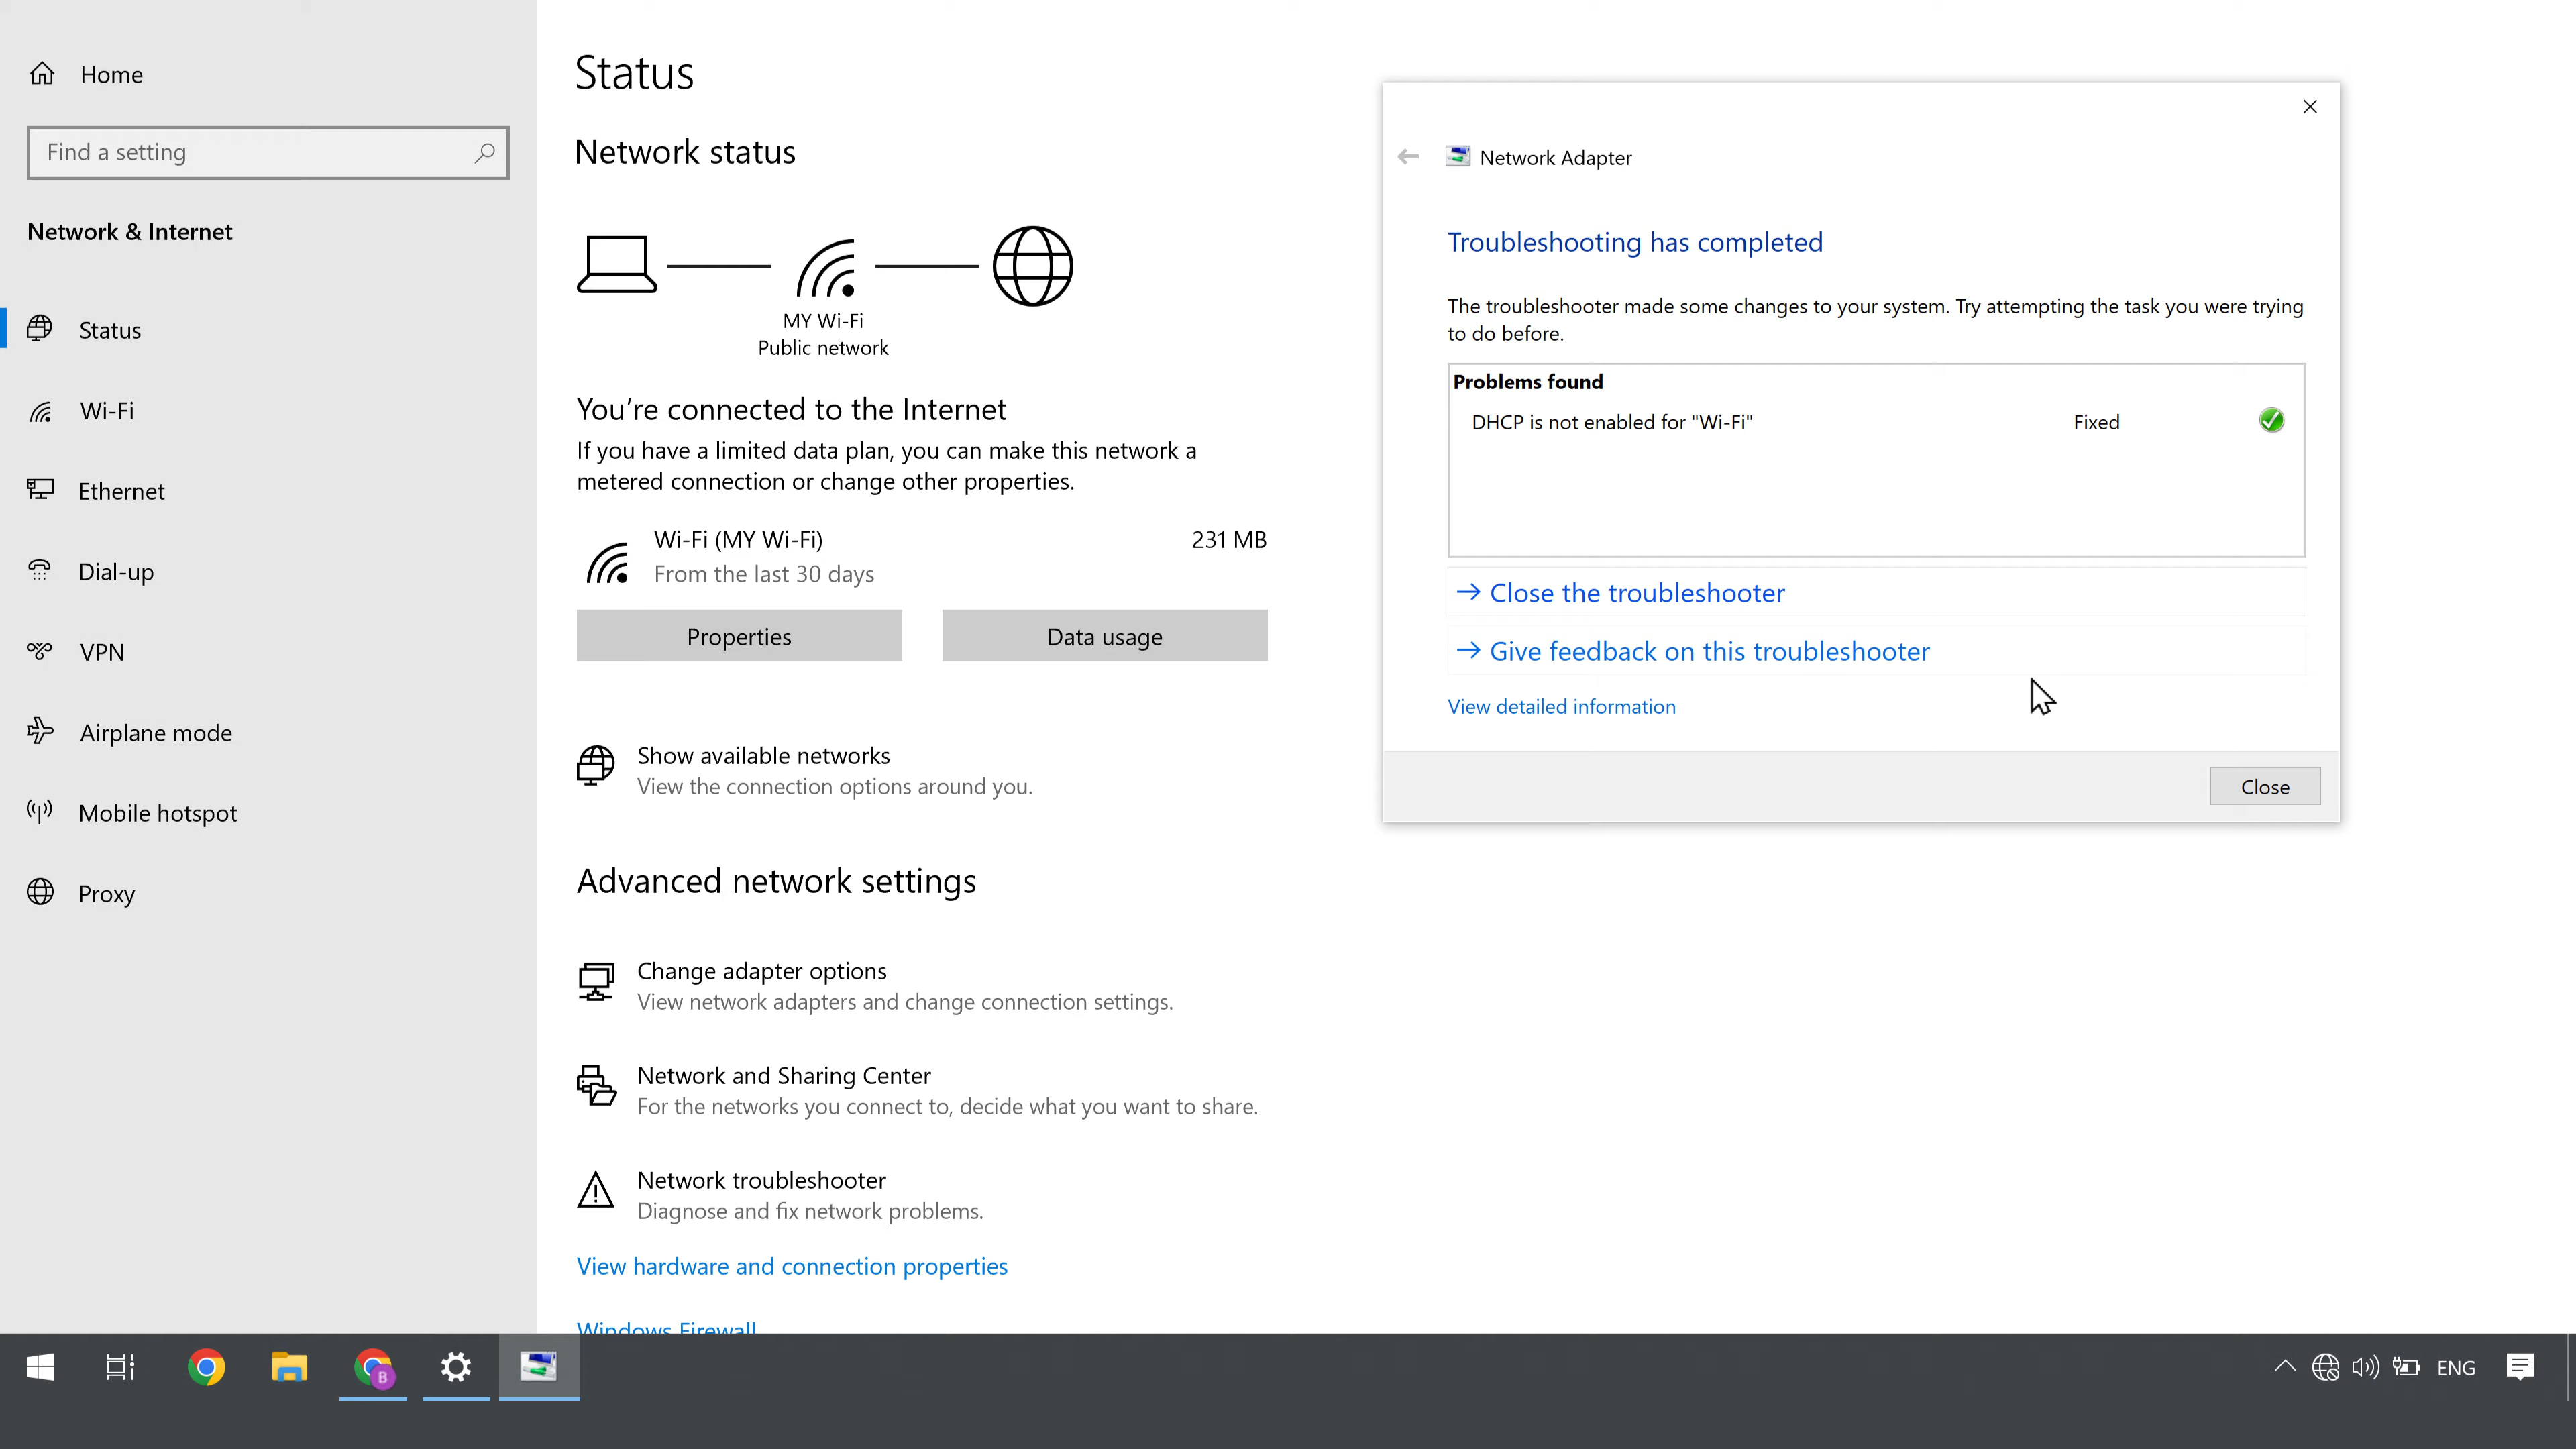 Home
Find a setting
Network & Internet
Status
Wi-Fi
Ethernet
Dial-up
VPN
Airplane mode
Mobile hotspot
Proxy
Status
Network status
MY Wi-Fi
Public network
You're connected to the Internet
If you have a limited data plan, you can make this network a
metered connection or change other properties.
Wi-Fi (MY Wi-Fi) 231 MB
From the last 30 days
Properties Data usage
Show available networks
View the connection options around you.
Advanced network settings
Change adapter options
View network adapters and change connection settings.
Network and Sharing Center
For the networks you connect to, decide what you want to share.
Network troubleshooter
Diagnose and fix network problems.
View hardware and connection properties
Windows Firewall
Network Adapter
Troubleshooting has completed
The troubleshooter made some changes to your system. Try attempting the task you were trying
to do before.
Problems found
DHCP is not enabled for "Wi-Fi" Fixed
Close the troubleshooter
Give feedback on this troubleshooter
View detailed information
Close
B
ENG